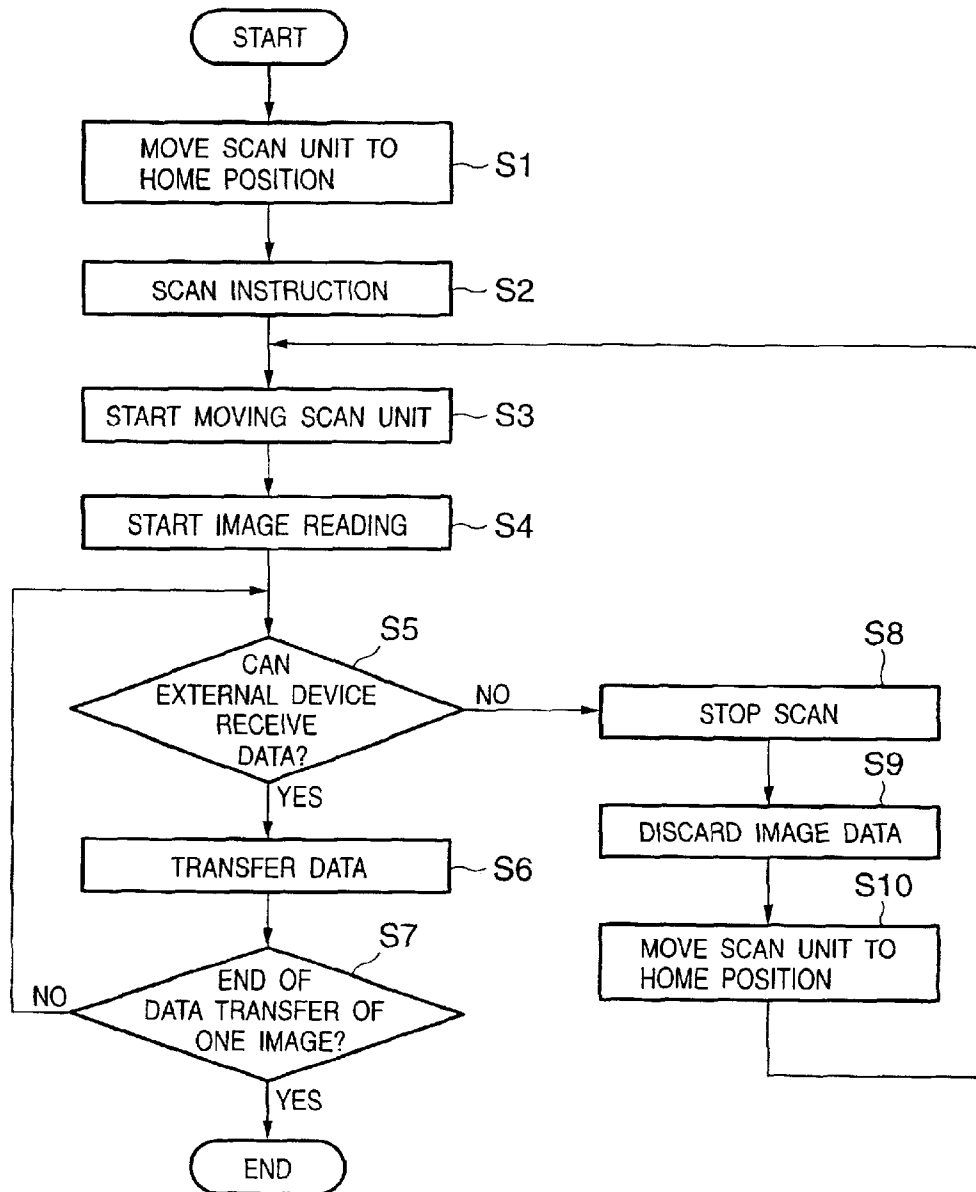 START
MOVE SCAN UNIT TO
HOME POSITION
S1
SCAN INSTRUCTION
S2
START MOVING SCAN UNIT
S3
START IMAGE READING
S4
S5
CAN
EXTERNAL DEVICE
RECEIVE
DATA?
NO
YES
TRANSFER DATA
S6
S7
END OF
DATA TRANSFER OF
ONE IMAGE?
NO
YES
END
S8
STOP SCAN
S9
DISCARD IMAGE DATA
S10
MOVE SCAN UNIT TO
HOME POSITION